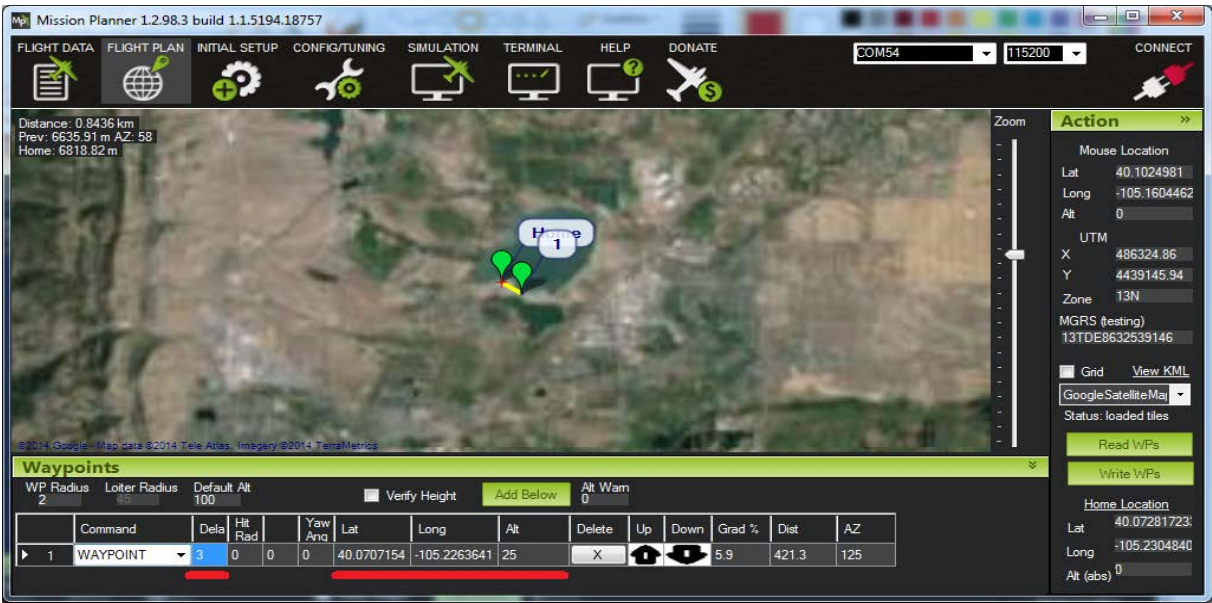 Mission Planner 1.2.98.3 build 1.1.5194.18757
FLIGHT DATA FLIGHT PLAN INITIAL SETUP CONFIG/TUNING SIMULATION TERMINAL HELP DONATE
COM54 115200 CONNECT
Distance: 0.8436 km
Prev: 6635.91 m AZ: 58
Home: 6818.82 m
Home
1
©2014 Google - Map data ©2014 Tele Atlas, Imagery ©2014 TerraMetrics
Zoom
Action »
Mouse Location
Lat 40.1024981
Long -105.1604462
Alt 0
UTM
X 486324.86
Y 4439145.94
Zone 13N
MGRS (testing)
13TDE8632539146
Grid View KML
GoogleSatelliteMa
Status: loaded tiles
Read WPs
Write WPs
Home Location
Lat 40.07281723
Long -105.2304840
Alt (abs) 0
Waypoints
WP Radius Loiter Radius Default Alt Alt Warn
2 45 100 Verify Height Add Below 0
Command Dela Hit Rad Yaw Ang Lat Long Alt Delete Up Down Grad % Dist AZ
1 WAYPOINT 3 0 0 0 40.0707154 -105.2263641 25 X 5.9 421.3 125